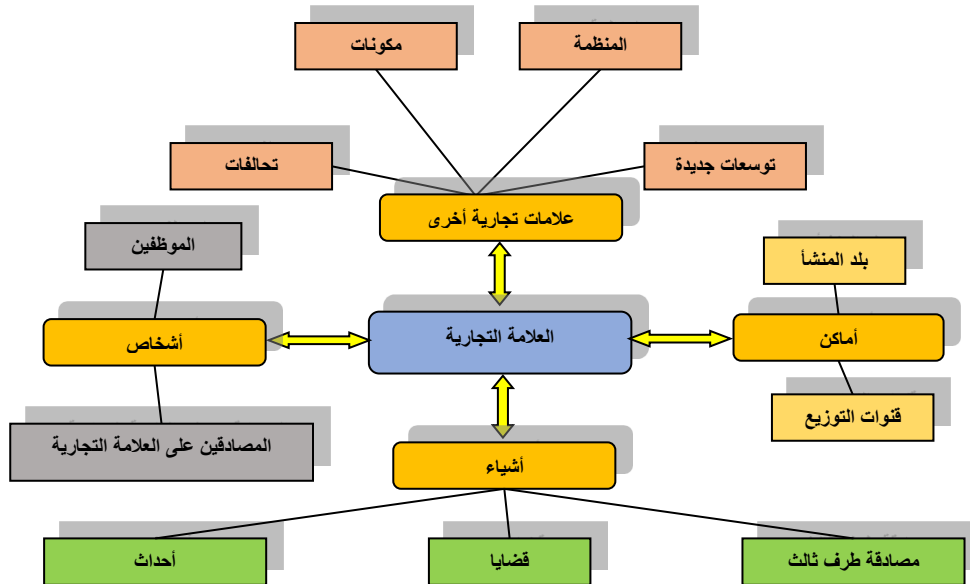 المنظمة
مكونات
توسعات جديدة
تحالفات
علامات تجارية أخرى
بلد المنشأ
الموظفين
أماكن
العلامة التجارية
أشخاص
قنوات التوزيع
المصادقين على العلامة التجارية
أشياء
مصادقة طرف ثالث
قضايا
أحداث